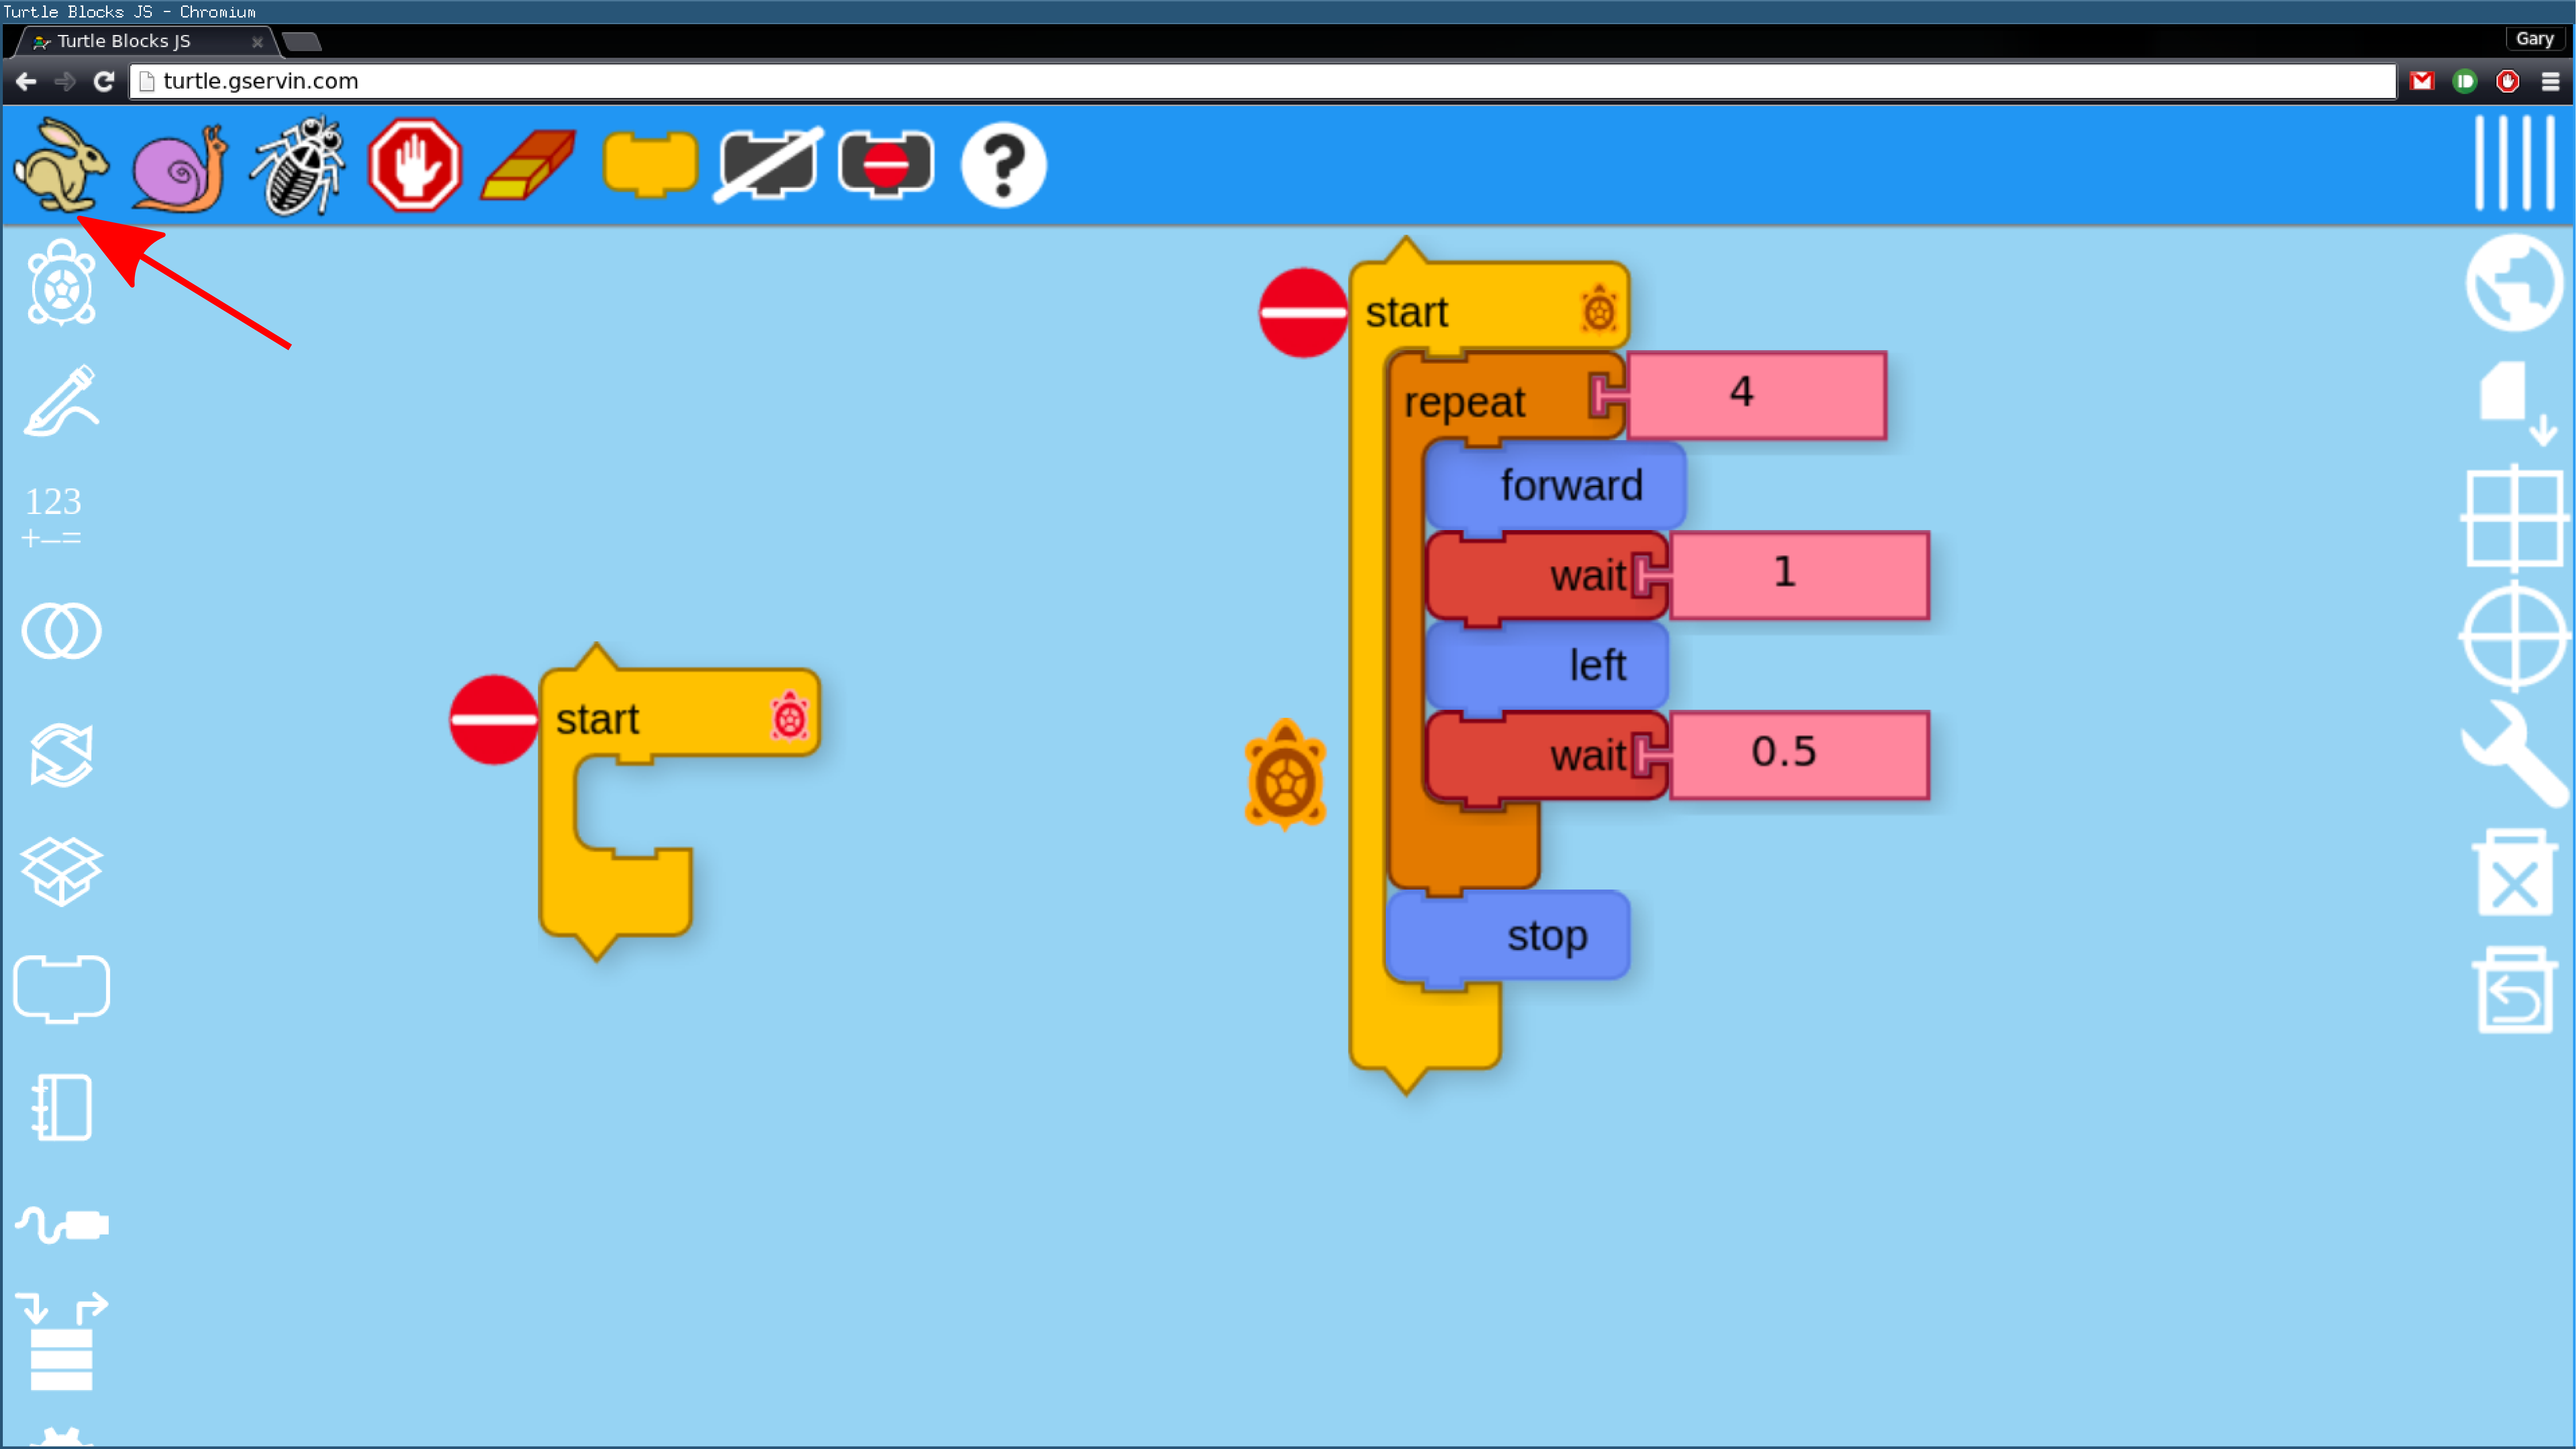 Turtle Blocks JS - Chromium
Turtle Blocks JS
Gary
turtle.gservin.com
?
123
+−=
start
repeat 4
forward
wait 1
left
wait 0.5
stop
start